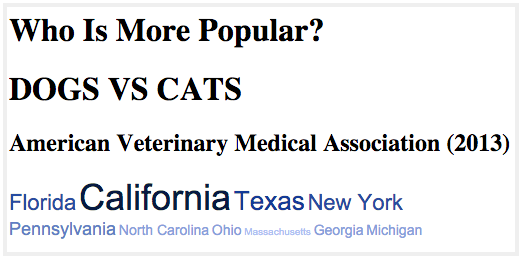 Who Is More Popular?
DOGS VS CATS
American Veterinary Medical Association (2013)
Florida California Texas New York
Pennsylvania North Carolina Ohio Massachusetts Georgia Michigan